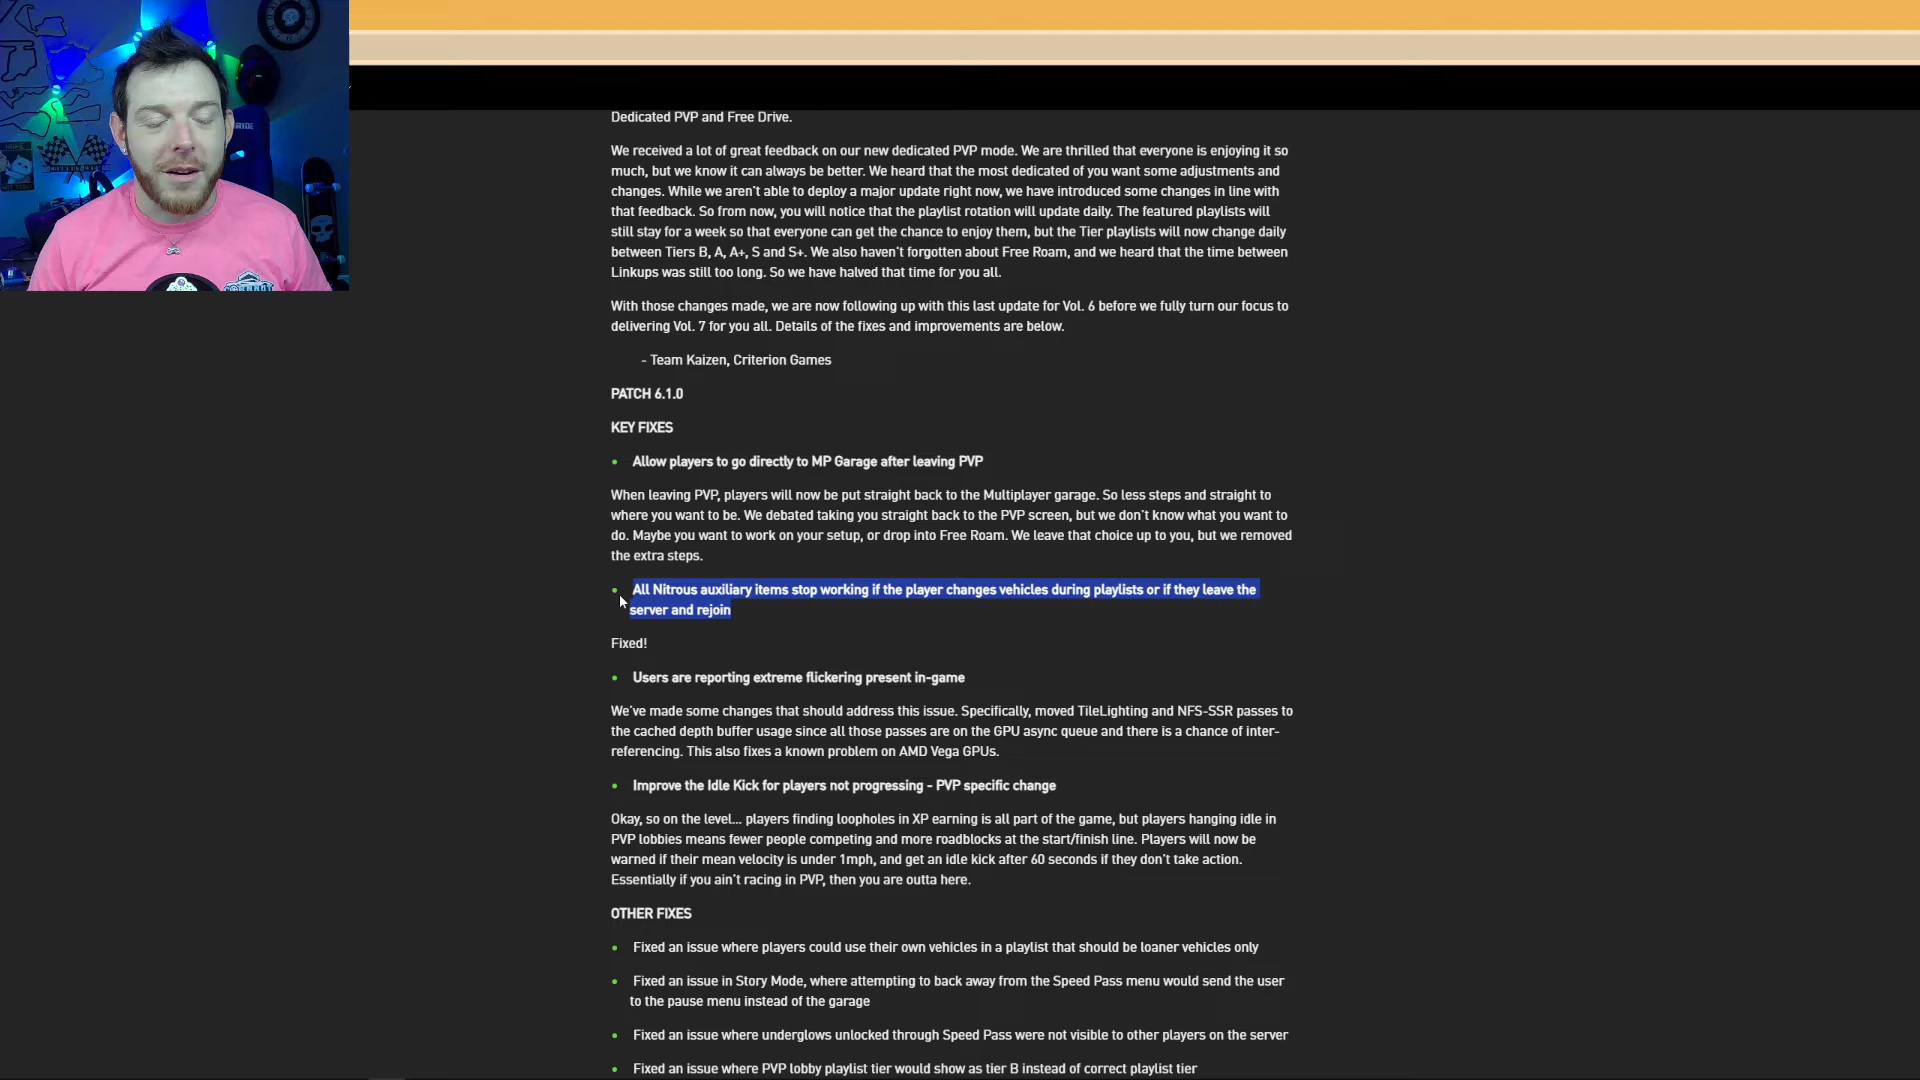 Dedicated PVP and Free Drive.
We received a lot of great feedback on our new dedicated PVP mode. We are thrilled that everyone is enjoying it so
much, but we know it can always be better. We heard that the most dedicated of you want some adjustments and
changes. While we aren't able to deploy a major update right now, we have introduced some changes in line with
that feedback. So from now, you will notice that the playlist rotation will update daily. The featured playlists will
still stay for a week so that everyone can get the chance to enjoy them, but the Tier playlists will now change daily
between Tiers B, A, A+, S and S+. We also haven't forgotten about Free Roam, and we heard that the time between
Linkups was still too long. So we have halved that time for you all.
With those changes made, we are now following up with this last update for Vol. 6 before we fully turn our focus to
delivering Vol. 7 for you all. Details of the fixes and improvements are below.
- Team Kaizen, Criterion Games
PATCH 6.1.0
KEY FIXES
• Allow players to go directly to MP Garage after leaving PVP
When leaving PVP, players will now be put straight back to the Multiplayer garage. So less steps and straight to
where you want to be. We debated taking you straight back to the PVP screen, but we don't know what you want to
do. Maybe you want to work on your setup, or drop into Free Roam. We leave that choice up to you, but we removed
the extra steps.
• All Nitrous auxiliary items stop working if the player changes vehicles during playlists or if they leave the
server and rejoin
Fixed!
• Users are reporting extreme flickering present in-game
We've made some changes that should address this issue. Specifically, moved TileLighting and NFS-SSR passes to
the cached depth buffer usage since all those passes are on the GPU async queue and there is a chance of inter-
referencing. This also fixes a known problem on AMD Vega GPUs.
• Improve the Idle Kick for players not progressing - PVP specific change
Okay, so on the level... players finding loopholes in XP earning is all part of the game, but players hanging idle in
PVP lobbies means fewer people competing and more roadblocks at the start/finish line. Players will now be
warned if their mean velocity is under 1mph, and get an idle kick after 60 seconds if they don't take action.
Essentially if you ain't racing in PVP, then you are outta here.
OTHER FIXES
• Fixed an issue where players could use their own vehicles in a playlist that should be loaner vehicles only
• Fixed an issue in Story Mode, where attempting to back away from the Speed Pass menu would send the user
to the pause menu instead of the garage
• Fixed an issue where underglows unlocked through Speed Pass were not visible to other players on the server
• Fixed an issue where PVP lobby playlist tier would show as tier B instead of correct playlist tier